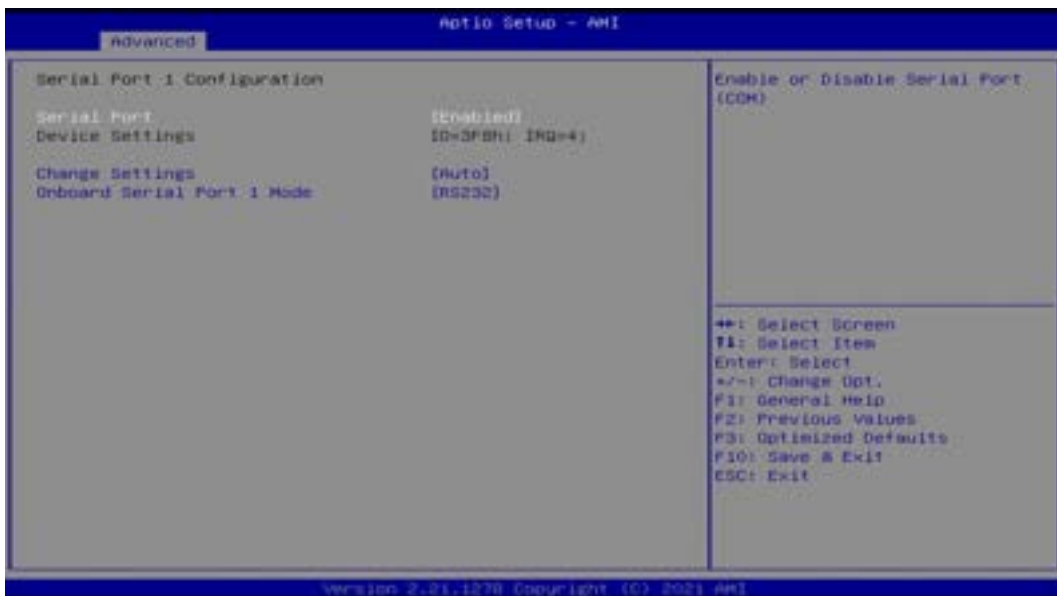 Aptio Setup - AMI
Advanced
Serial Port 1 Configuration
Serial Port [Enabled]
Device Settings IO=3F8h; IRQ=4;
Change Settings [Auto]
Onboard Serial Port 1 Mode [RS232]
Enable or Disable Serial Port
(COM)
→←: Select Screen
↑↓: Select Item
Enter: Select
+/-: Change Opt.
F1: General Help
F2: Previous Values
F3: Optimized Defaults
F10: Save & Exit
ESC: Exit
Version 2.21.1278 Copyright (C) 2021 AMI